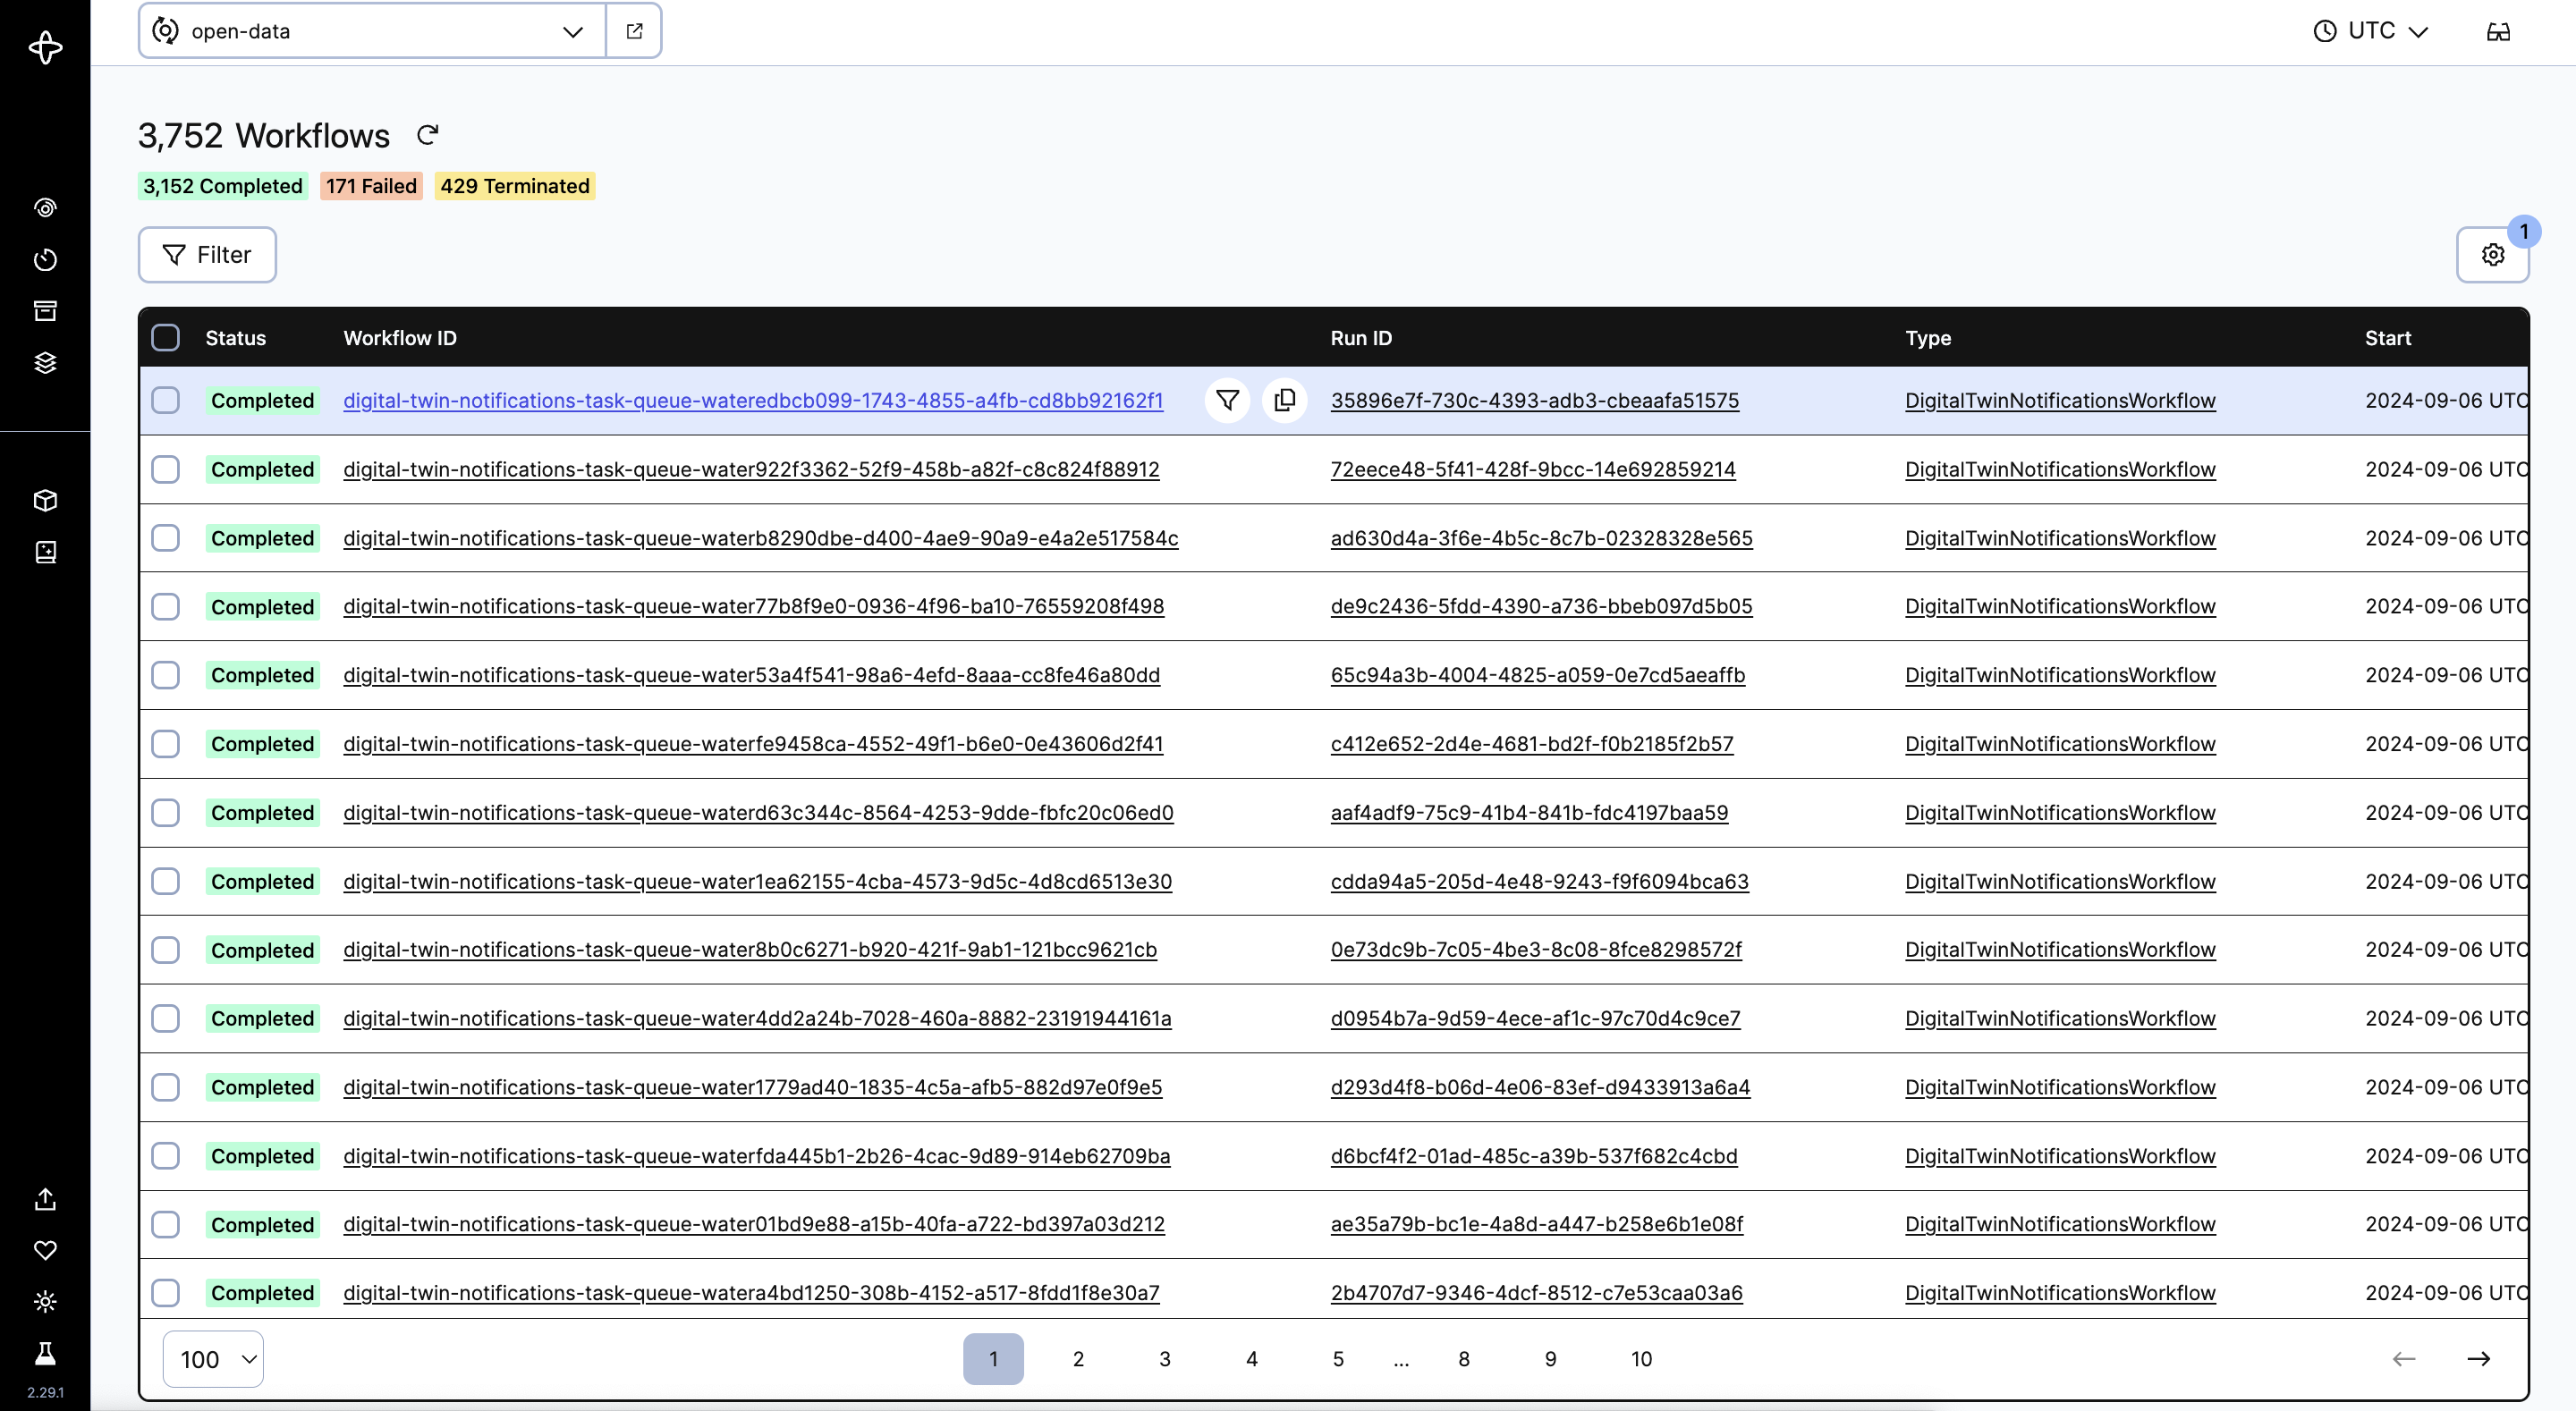 open-data
UTC
3,752 Workflows
3,152 Completed 171 Failed 429 Terminated
Filter
1
Status Workflow ID Run ID Type Start
Completed digital-twin-notifications-task-queue-wateredbcb099-1743-4855-a4fb-cd8bb92162f1 35896e7f-730c-4393-adb3-cbeaafa51575 DigitalTwinNotificationsWorkflow 2024-09-06 UTC
Completed digital-twin-notifications-task-queue-water922f3362-52f9-458b-a82f-c8c824f88912 72eece48-5f41-428f-9bcc-14e692859214 DigitalTwinNotificationsWorkflow 2024-09-06 UTC
Completed digital-twin-notifications-task-queue-waterb8290dbe-d400-4ae9-90a9-e4a2e517584c ad630d4a-3f6e-4b5c-8c7b-02328328e565 DigitalTwinNotificationsWorkflow 2024-09-06 UTC
Completed digital-twin-notifications-task-queue-water77b8f9e0-0936-4f96-ba10-76559208f498 de9c2436-5fdd-4390-a736-bbeb097d5b05 DigitalTwinNotificationsWorkflow 2024-09-06 UTC
Completed digital-twin-notifications-task-queue-water53a4f541-98a6-4efd-8aaa-cc8fe46a80dd 65c94a3b-4004-4825-a059-0e7cd5aeaffb DigitalTwinNotificationsWorkflow 2024-09-06 UTC
Completed digital-twin-notifications-task-queue-waterfe9458ca-4552-49f1-b6e0-0e43606d2f41 c412e652-2d4e-4681-bd2f-f0b2185f2b57 DigitalTwinNotificationsWorkflow 2024-09-06 UTC
Completed digital-twin-notifications-task-queue-waterd63c344c-8564-4253-9dde-fbfc20c06ed0 aaf4adf9-75c9-41b4-841b-fdc4197baa59 DigitalTwinNotificationsWorkflow 2024-09-06 UTC
Completed digital-twin-notifications-task-queue-water1ea62155-4cba-4573-9d5c-4d8cd6513e30 cdda94a5-205d-4e48-9243-f9f6094bca63 DigitalTwinNotificationsWorkflow 2024-09-06 UTC
Completed digital-twin-notifications-task-queue-water8b0c6271-b920-421f-9ab1-121bcc9621cb 0e73dc9b-7c05-4be3-8c08-8fce8298572f DigitalTwinNotificationsWorkflow 2024-09-06 UTC
Completed digital-twin-notifications-task-queue-water4dd2a24b-7028-460a-8882-23191944161a d0954b7a-9d59-4ece-af1c-97c70d4c9ce7 DigitalTwinNotificationsWorkflow 2024-09-06 UTC
Completed digital-twin-notifications-task-queue-water1779ad40-1835-4c5a-afb5-882d97e0f9e5 d293d4f8-b06d-4e06-83ef-d9433913a6a4 DigitalTwinNotificationsWorkflow 2024-09-06 UTC
Completed digital-twin-notifications-task-queue-waterfda445b1-2b26-4cac-9d89-914eb62709ba d6bcf4f2-01ad-485c-a39b-537f682c4cbd DigitalTwinNotificationsWorkflow 2024-09-06 UTC
Completed digital-twin-notifications-task-queue-water01bd9e88-a15b-40fa-a722-bd397a03d212 ae35a79b-bc1e-4a8d-a447-b258e6b1e08f DigitalTwinNotificationsWorkflow 2024-09-06 UTC
Completed digital-twin-notifications-task-queue-watera4bd1250-308b-4152-a517-8fdd1f8e30a7 2b4707d7-9346-4dcf-8512-c7e53caa03a6 DigitalTwinNotificationsWorkflow 2024-09-06 UTC
100 1 2 3 4 5 ... 8 9 10
2.29.1